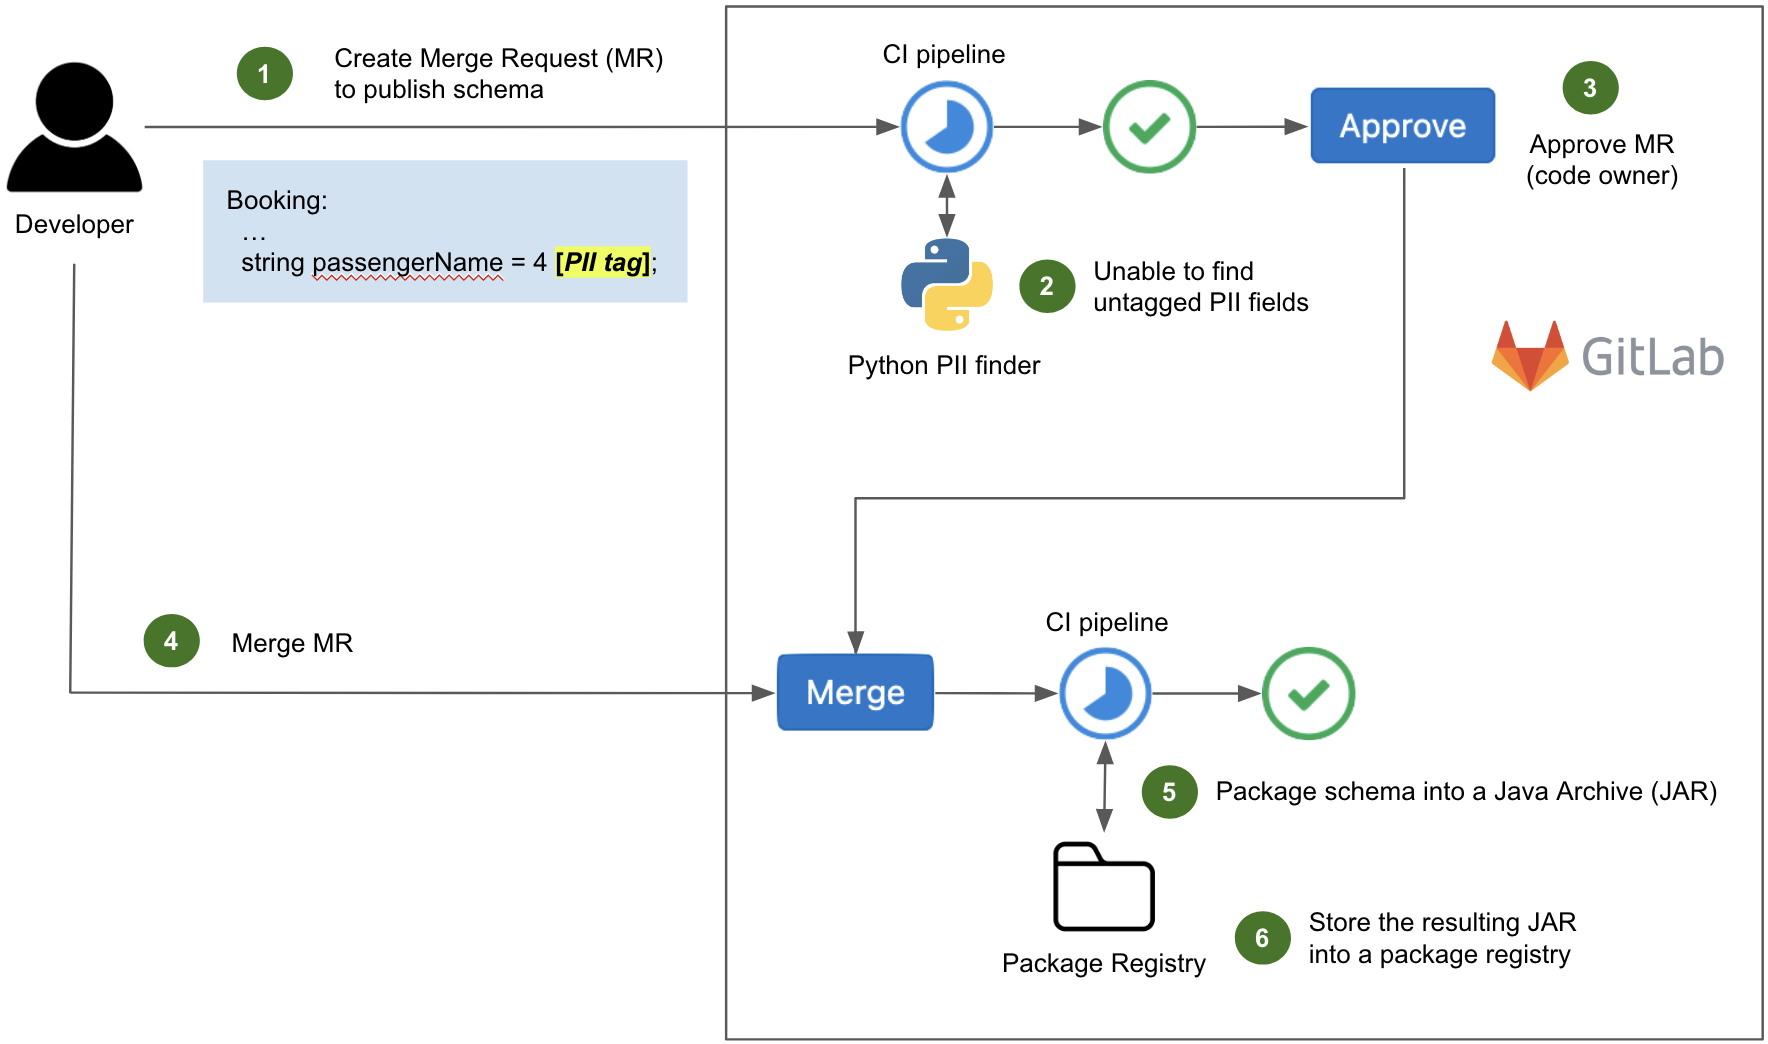 1
Create Merge Request (MR)
to publish schema
Developer
Booking:
…
string passengerName = 4 [PII tag];
CI pipeline
Approve
3
Approve MR
(code owner)
2
Unable to find
untagged PII fields
Python PII finder
GitLab
4
Merge MR
Merge
CI pipeline
5
Package schema into a Java Archive (JAR)
Package Registry
6
Store the resulting JAR
into a package registry